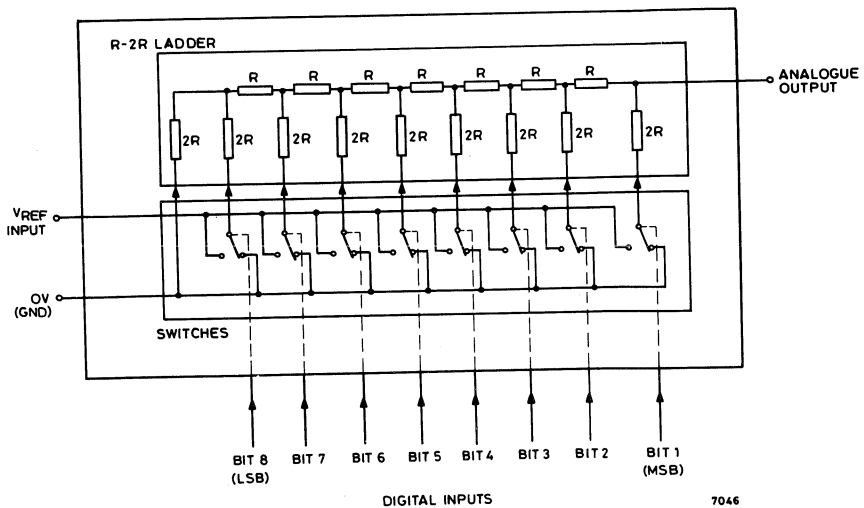 R-2R LADDER
R R R R R R R
ANALOGUE
OUTPUT
2R 2R 2R 2R 2R 2R 2R 2R 2R
VREF
INPUT
OV
(GND)
SWITCHES
BIT 8 BIT 7 BIT 6 BIT 5 BIT 4 BIT 3 BIT 2 BIT 1
(LSB) (MSB)
DIGITAL INPUTS
7046